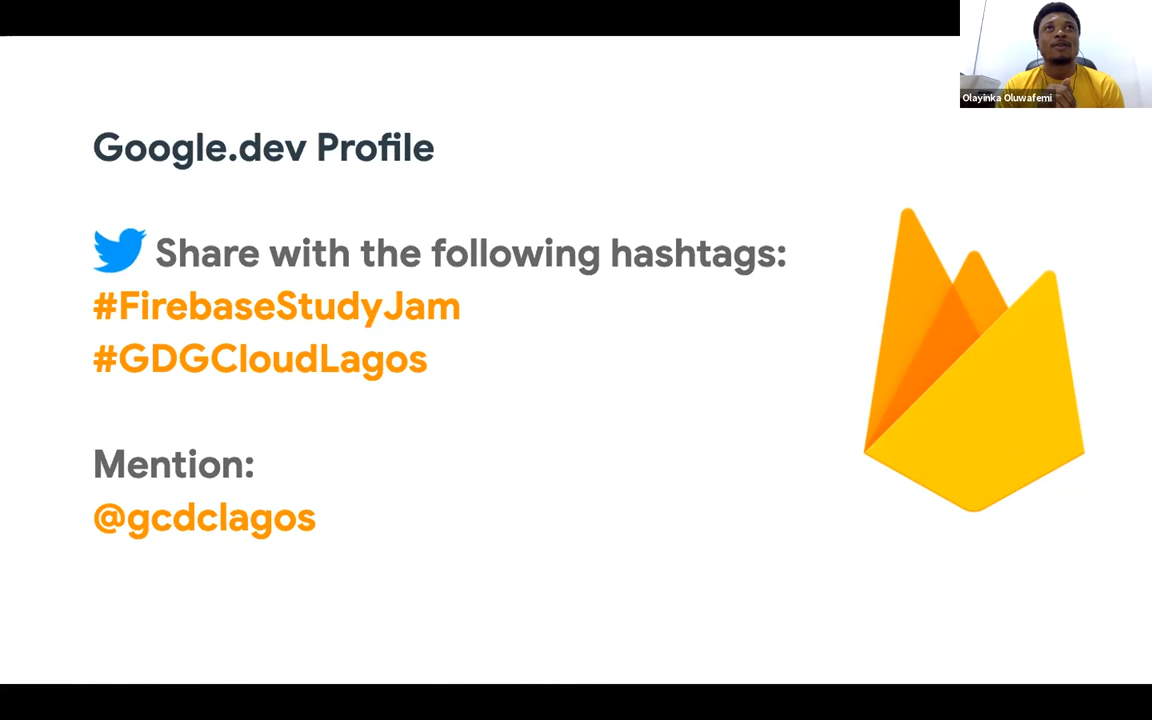 Olayinka Oluwafemi
Google.dev Profile
Share with the following hashtags:
#FirebaseStudyJam
#GDGCloudLagos
Mention:
@gcdclagos